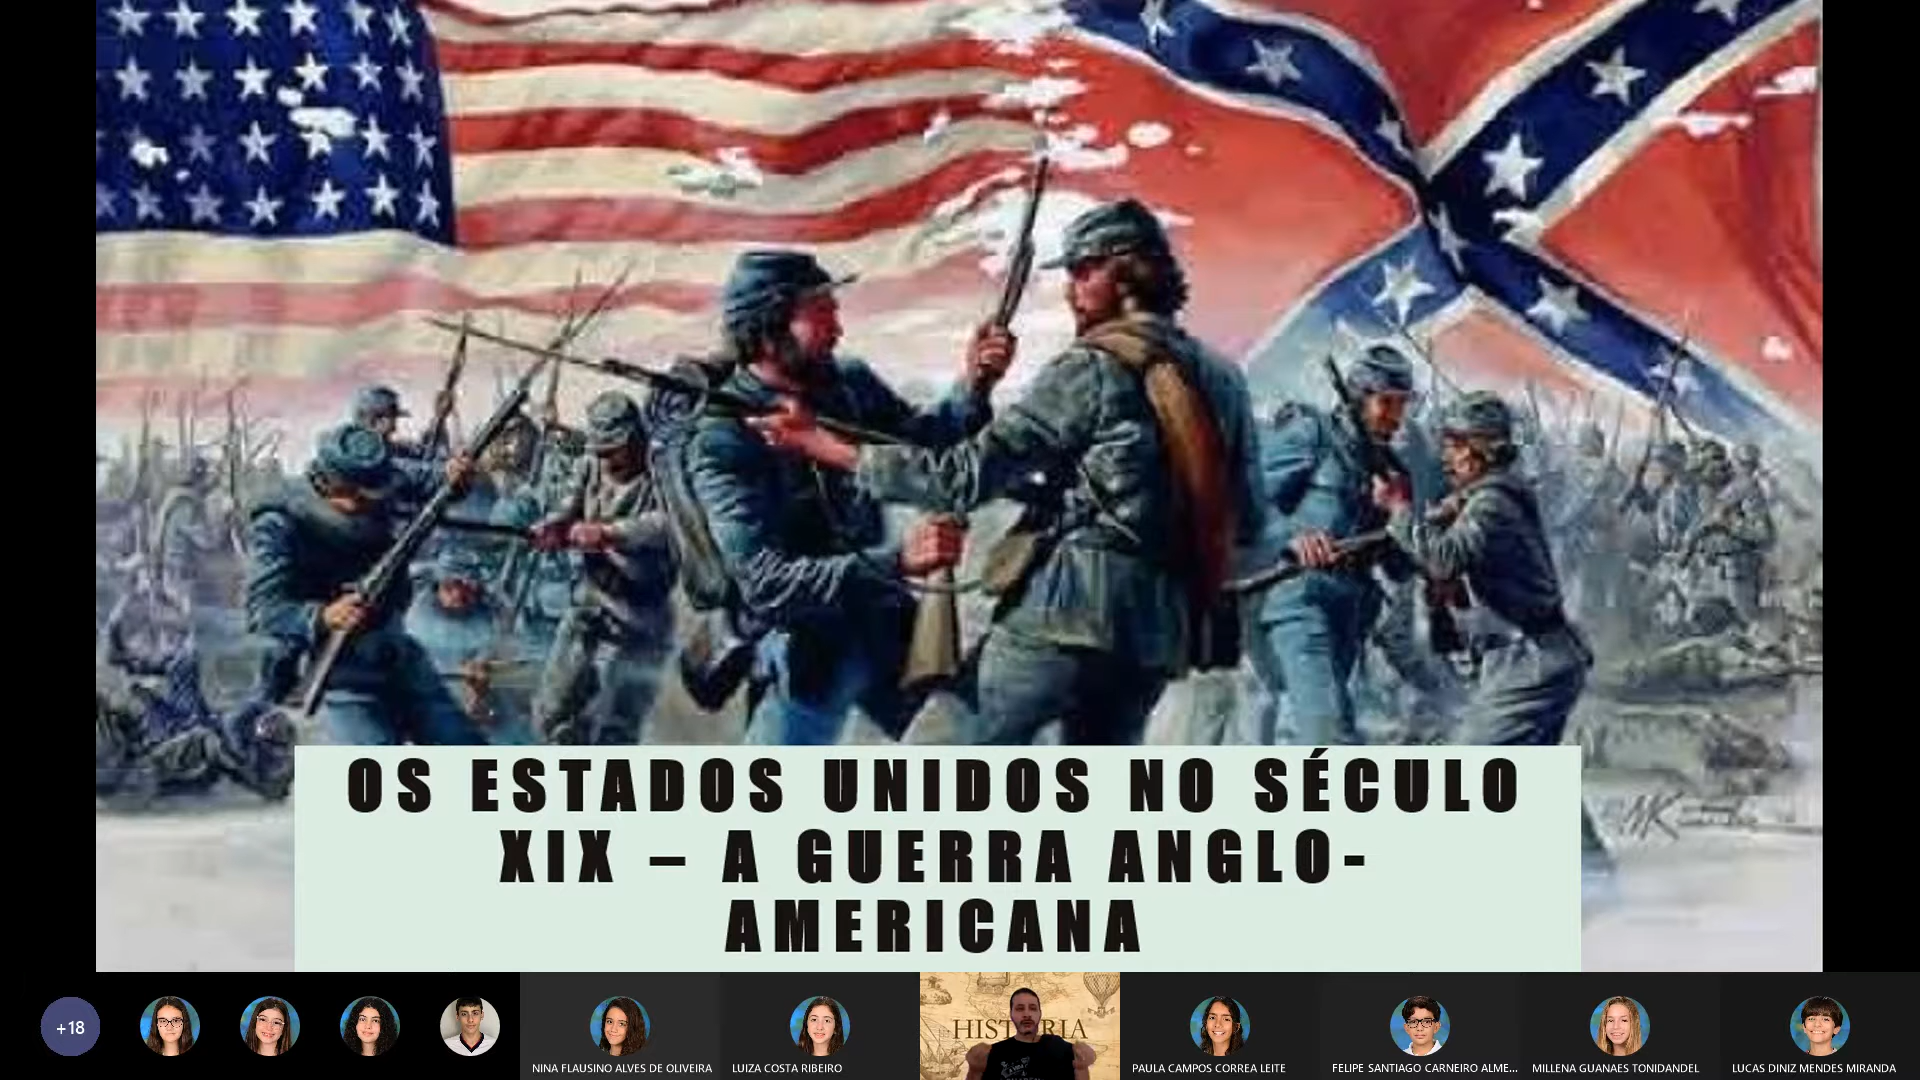 OS ESTADOS UNIDOS NO SÉCULO
XIX – A GUERRA ANGLO-
AMERICANA
+18
NINA FLAUSINO ALVES DE OLIVEIRA
LUIZA COSTA RIBEIRO
HISTÓRIA
PAULA CAMPOS CORREA LEITE
FELIPE SANTIAGO CARNEIRO ALME...
MILLENA GUANAES TONIDANDEL
LUCAS DINIZ MENDES MIRANDA